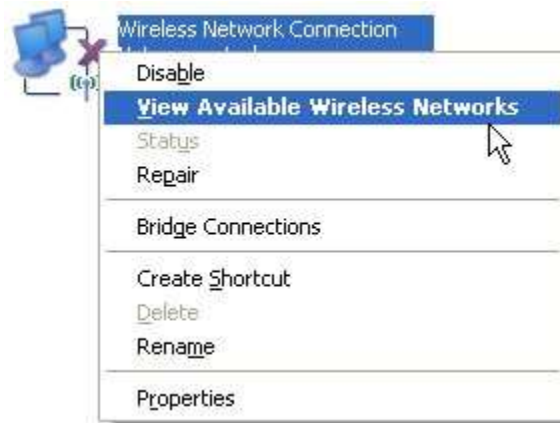 Wireless Network Connection
Disable
View Available Wireless Networks
Status
Repair
Bridge Connections
Create Shortcut
Delete
Rename
Properties